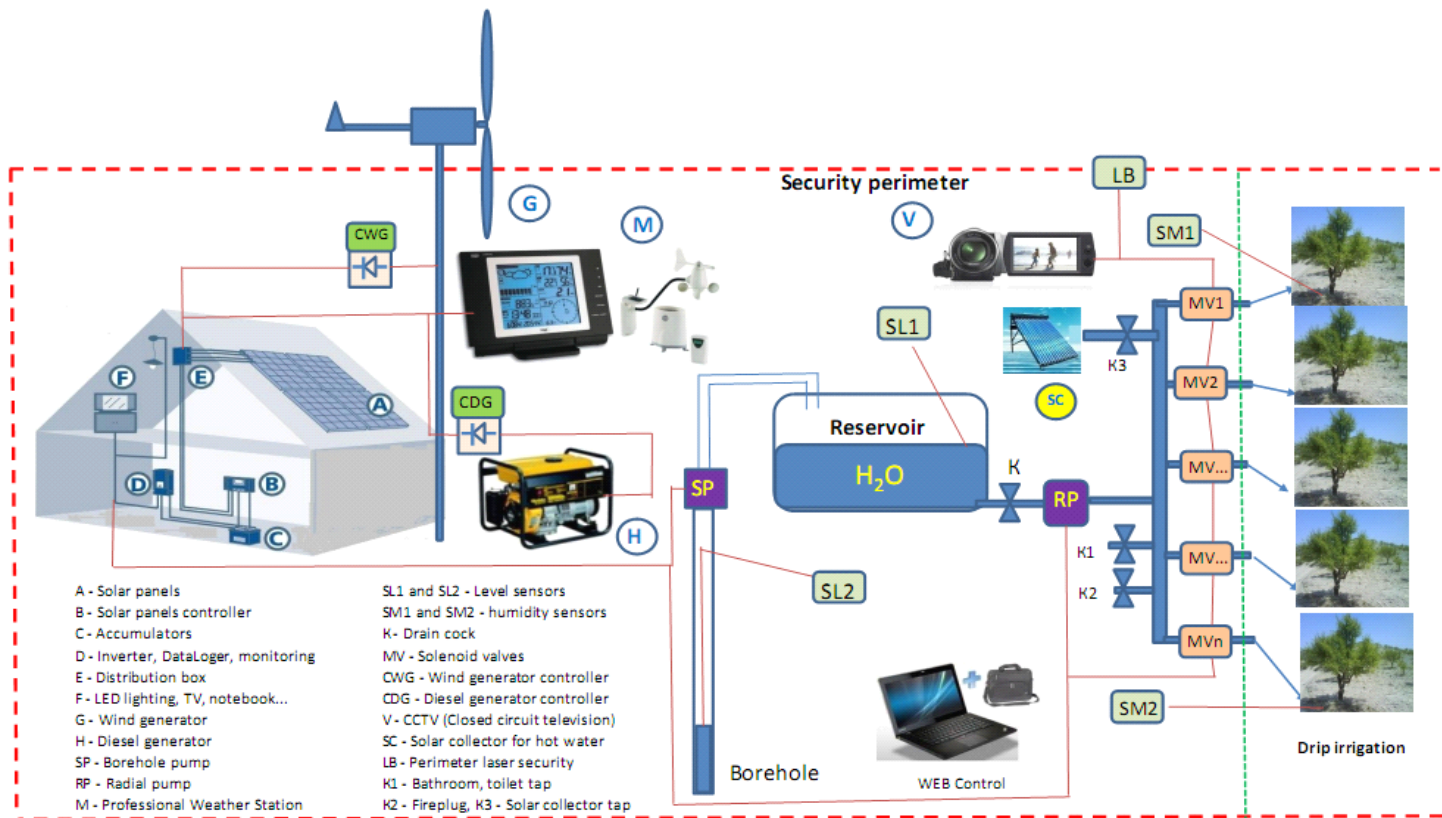 Security perimeter
LB
G
M
V
SM1
CWG
SL1
MV1
K3
F
E
A
MV2
SC
CDG
Reservoir
H2O
K
MV...
D
B
SP
RP
C
H
K1
MV...
K2
SL2
MVn
SM2
Drip irrigation
Borehole
WEB Control
A - Solar panels
B - Solar panels controller
C - Accumulators
D - Inverter, DataLoger, monitoring
E - Distribution box
F - LED lighting, TV, notebook...
G - Wind generator
H - Diesel generator
SP - Borehole pump
RP - Radial pump
M - Professional Weather Station
SL1 and SL2 - Level sensors
SM1 and SM2 - humidity sensors
K - Drain cock
MV - Solenoid valves
CWG - Wind generator controller
CDG - Diesel generator controller
V - CCTV (Closed circuit television)
SC - Solar collector for hot water
LB - Perimeter laser security
K1 - Bathroom, toilet tap
K2 - Fireplug, K3 - Solar collector tap